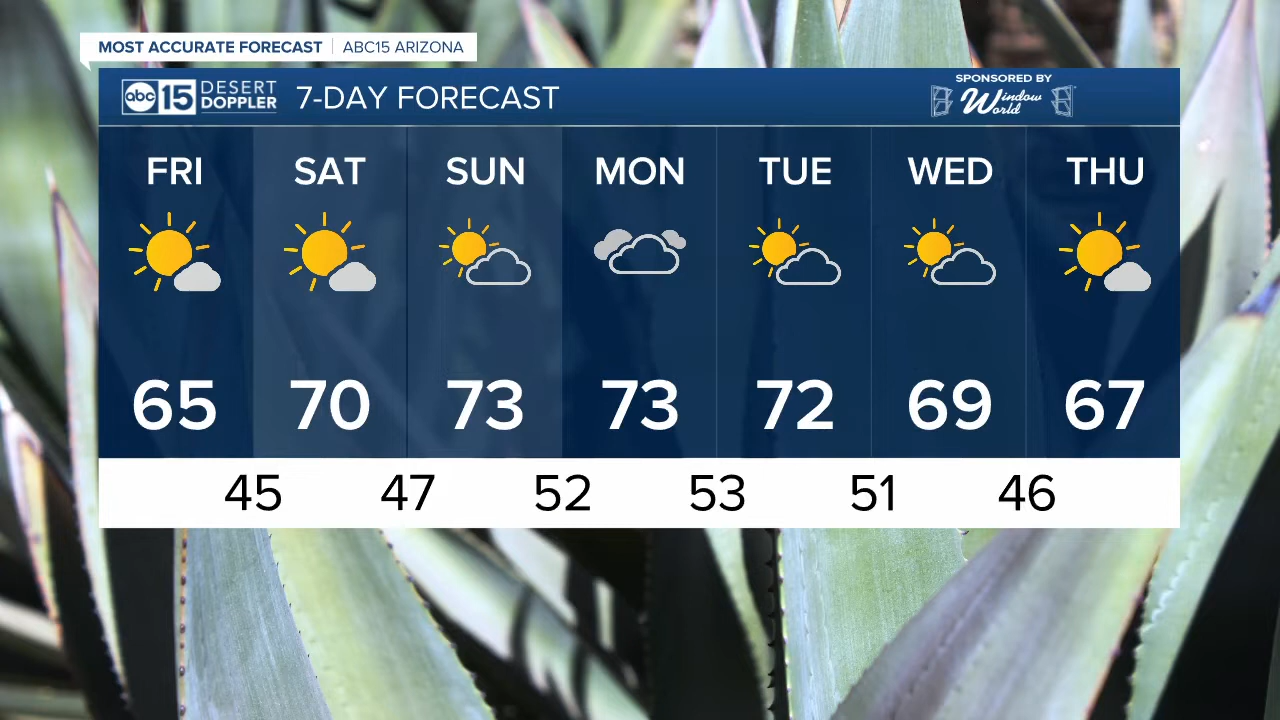 MOST ACCURATE FORECAST | ABC15 ARIZONA
abc 15 DESERT DOPPLER 7-DAY FORECAST
SPONSORED BY
Window World
FRI SAT SUN MON TUE WED THU
65 70 73 73 72 69 67
45 47 52 53 51 46